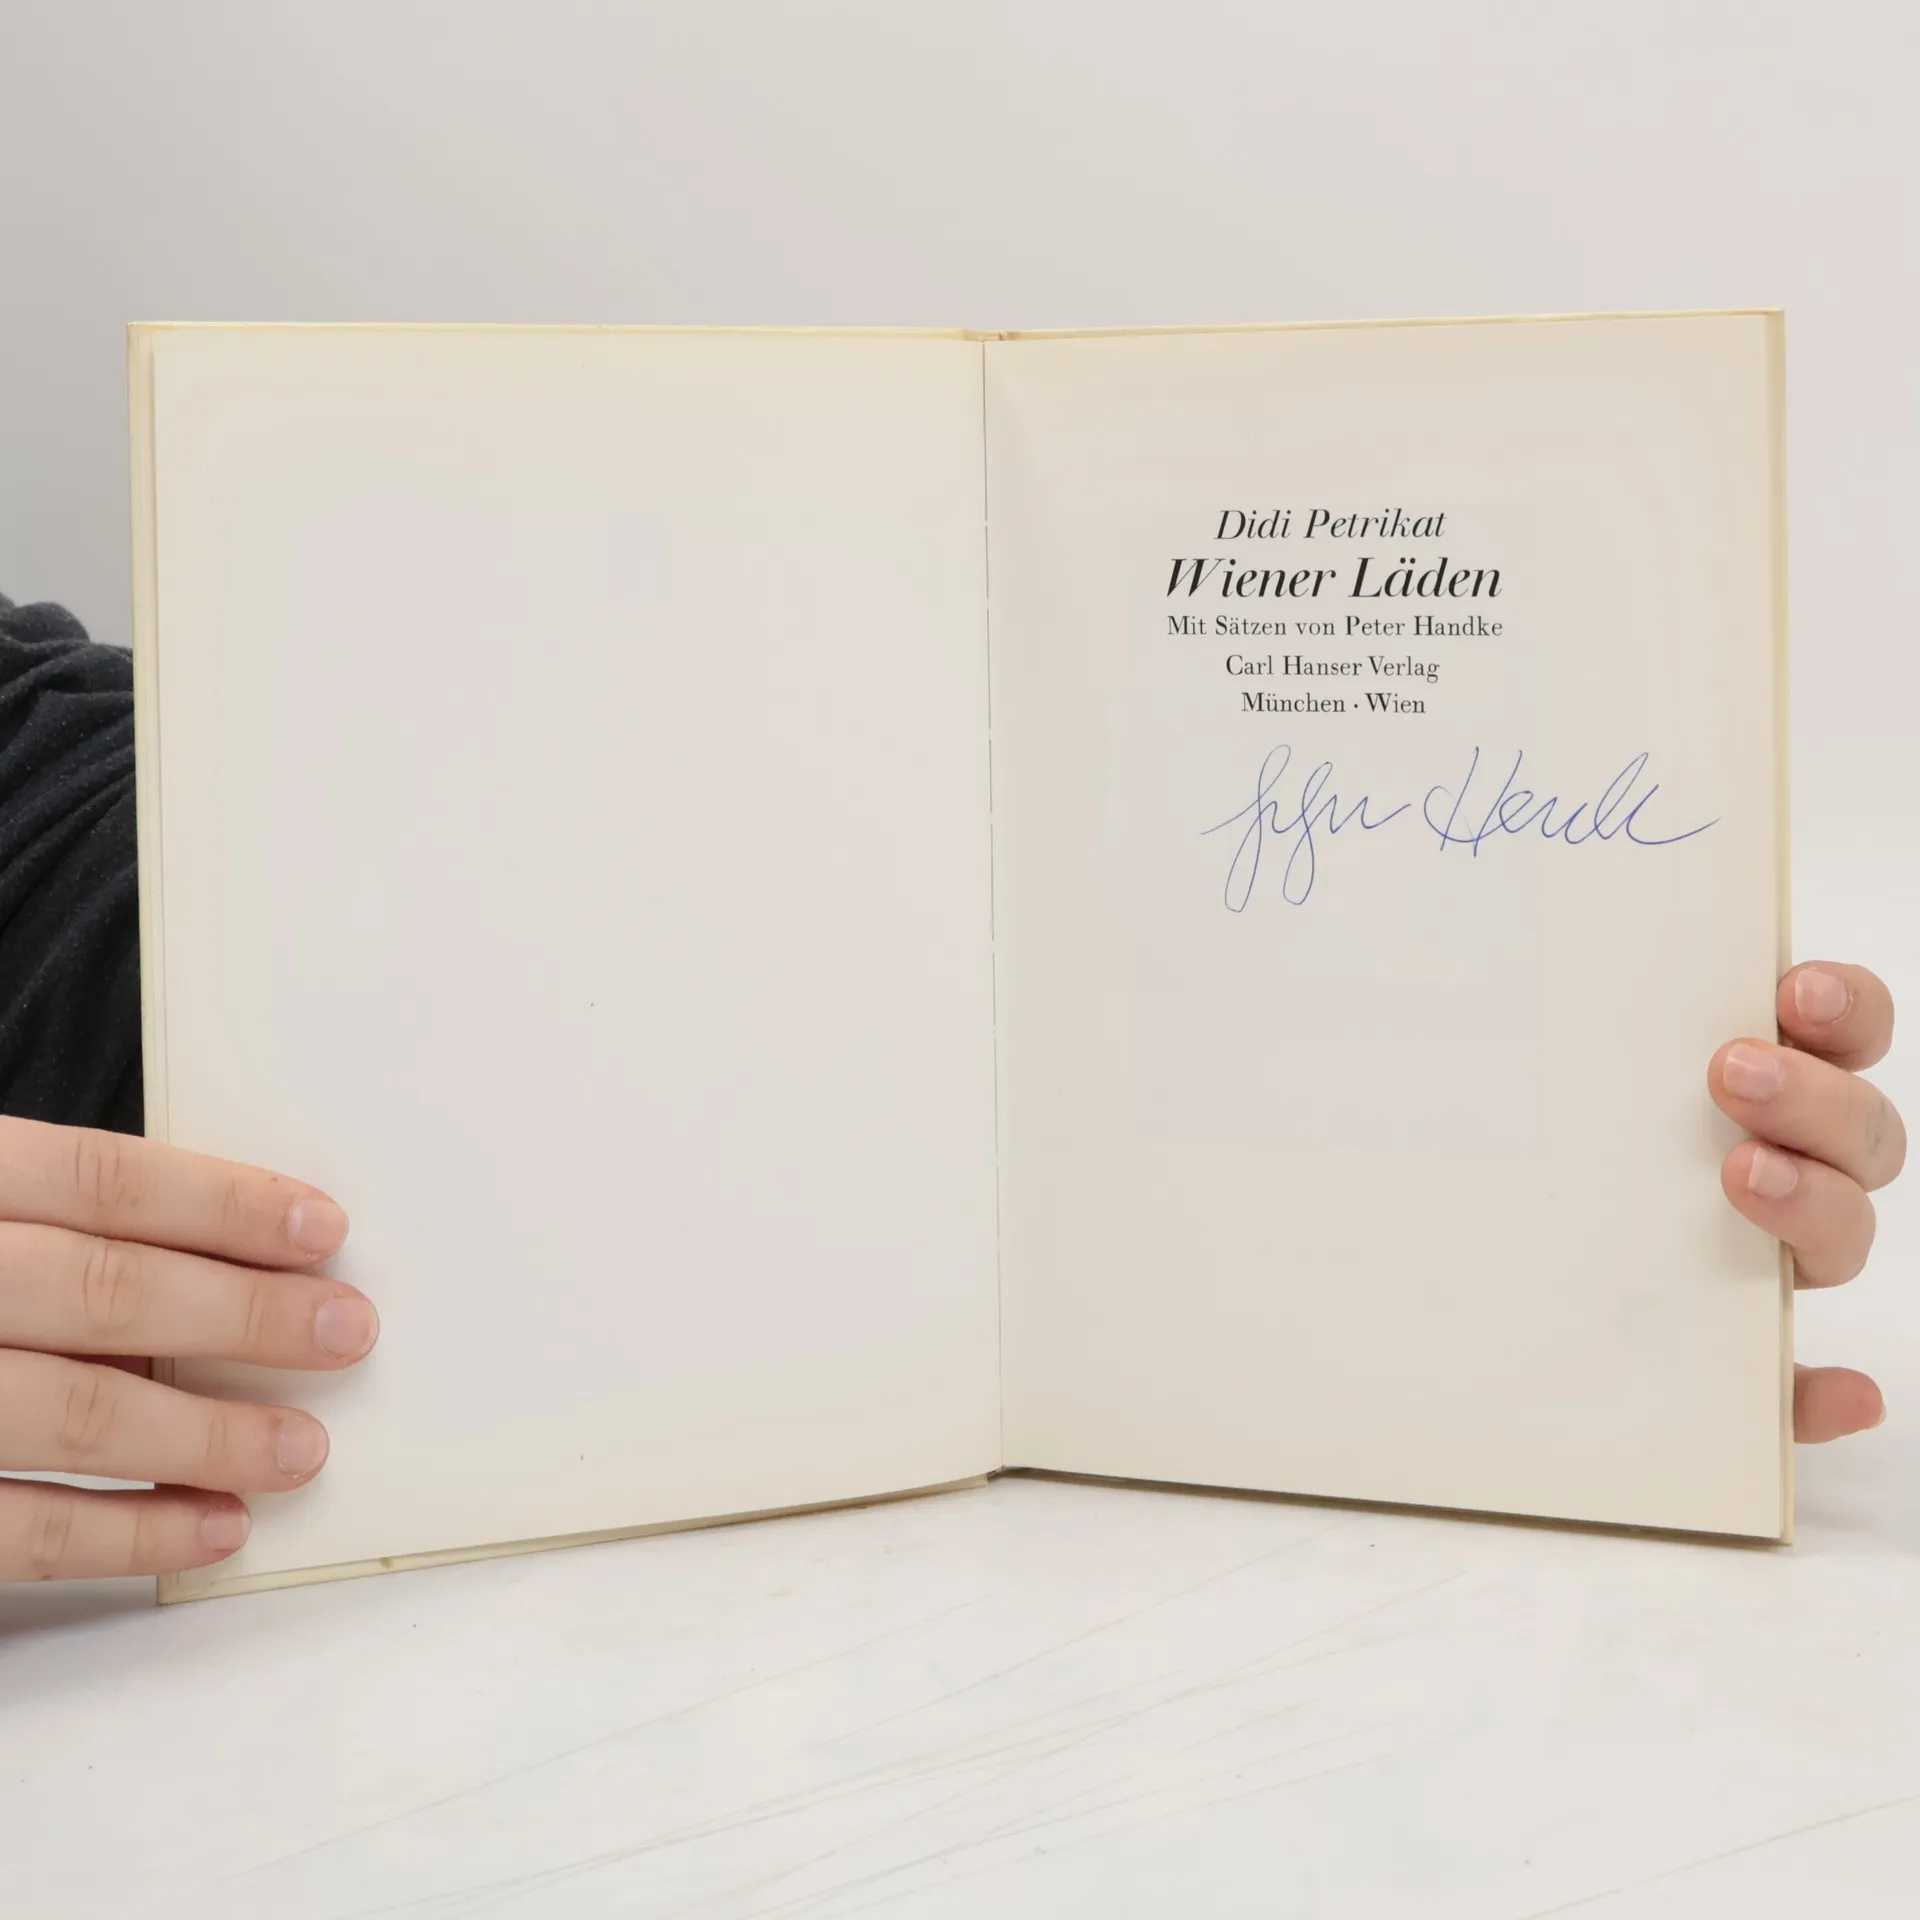 Didi Petrikat
Wiener Läden
Mit Sätzen von Peter Handke
Carl Hanser Verlag
München · Wien